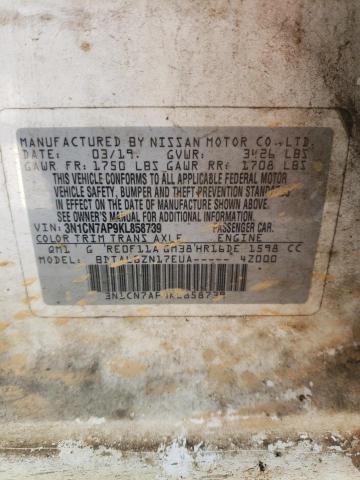 MANUFACTURED BY NISSAN MOTOR CO.,LTD.
DATE: 03/19. GVWR: 3426 LBS
GAWR FR: 1750 LBS GAWR RR: 1708 LBS
THIS VEHICLE CONFORMS TO ALL APPLICABLE FEDERAL MOTOR
VEHICLE SAFETY, BUMPER AND THEFT PREVENTION STANDARDS
IN EFFECT ON THE DATE OF MANUFACTURE SHOWN ABOVE.
SEE OWNER'S MANUAL FOR ADDITIONAL INFORMATION.
VIN: 3N1CN7AP9KL858739 PASSENGER CAR.
COLOR TRIM TRANS AXLE ENGINE
QM1 G RE0F11A GM38 HR16DE 1598 CC
MODEL: BDTALGZN17EUA----- 4Z000
3N1CN7AP9KL858739